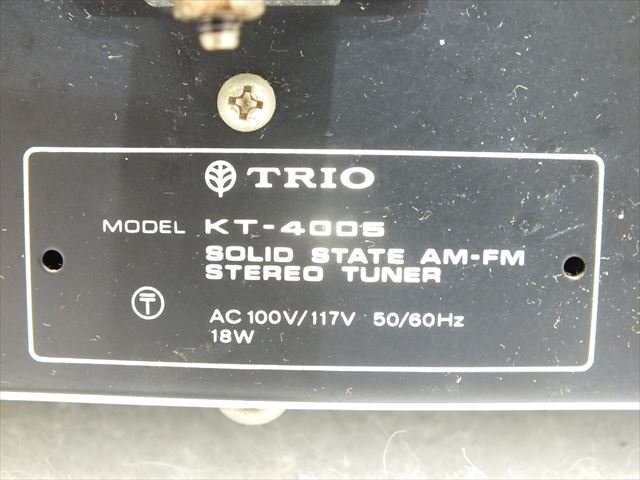 TRIO
MODEL KT-4005
SOLID STATE AM-FM
STEREO TUNER
〒 AC 100V/117V 50/60Hz
18W